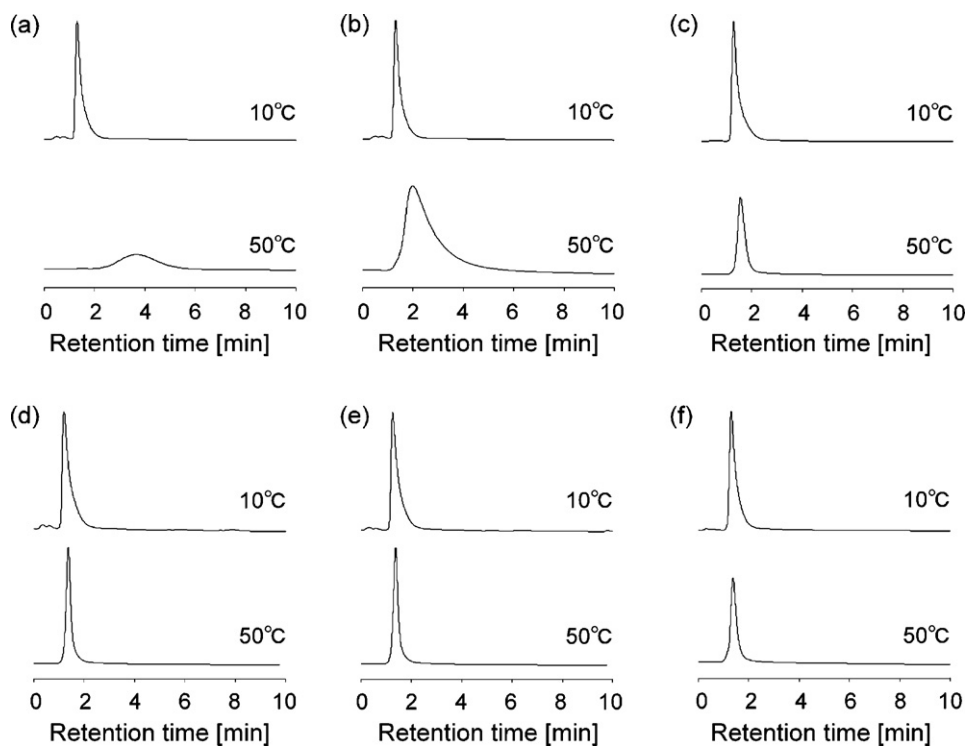 (a) (b) (c)
10°C 10°C 10°C
50°C 50°C 50°C
0 2 4 6 8 10 0 2 4 6 8 10 0 2 4 6 8 10
Retention time [min] Retention time [min] Retention time [min]
(d) (e) (f)
10°C 10°C 10°C
50°C 50°C 50°C
0 2 4 6 8 10 0 2 4 6 8 10 0 2 4 6 8 10
Retention time [min] Retention time [min] Retention time [min]